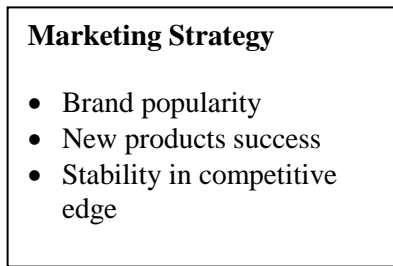 Marketing Strategy
• Brand popularity
• New products success
• Stability in competitive
edge